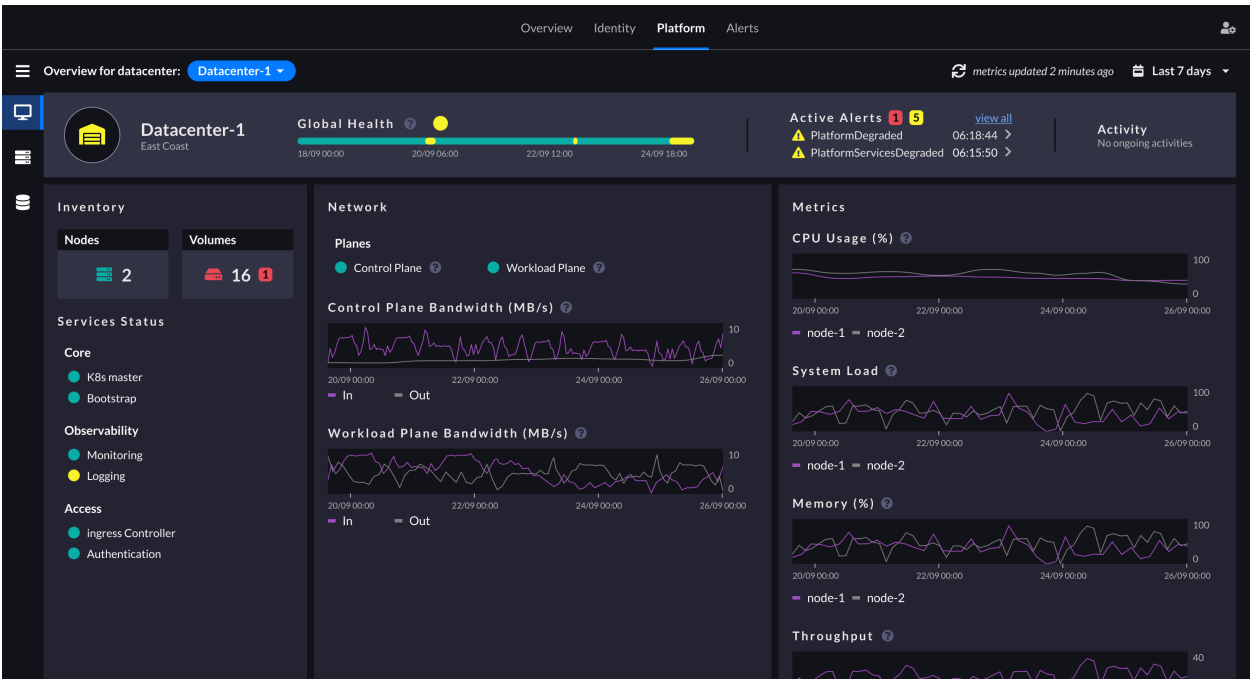 Overview Identity Platform Alerts
Overview for datacenter: Datacenter-1
metrics updated 2 minutes ago Last 7 days
Datacenter-1
East Coast
Global Health ?
18/09 00:00 20/09 06:00 22/09 12:00 24/09 18:00
Active Alerts 1 5 view all
PlatformDegraded 06:18:44
PlatformServicesDegraded 06:15:50
Activity
No ongoing activities
Inventory
Nodes
2
Volumes
16 1
Services Status
Core
K8s master
Bootstrap
Observability
Monitoring
Logging
Access
ingress Controller
Authentication
Network
Planes
Control Plane ? Workload Plane ?
Control Plane Bandwidth (MB/s) ?
10
0
20/09 00:00 22/09 00:00 24/09 00:00 26/09 00:00
In Out
Workload Plane Bandwidth (MB/s) ?
10
0
20/09 00:00 22/09 00:00 24/09 00:00 26/09 00:00
In Out
Metrics
CPU Usage (%) ?
100
0
20/09 00:00 22/09 00:00 24/09 00:00 26/09 00:00
node-1 node-2
System Load ?
100
0
20/09 00:00 22/09 00:00 24/09 00:00 26/09 00:00
node-1 node-2
Memory (%) ?
100
0
20/09 00:00 22/09 00:00 24/09 00:00 26/09 00:00
node-1 node-2
Throughput ?
40